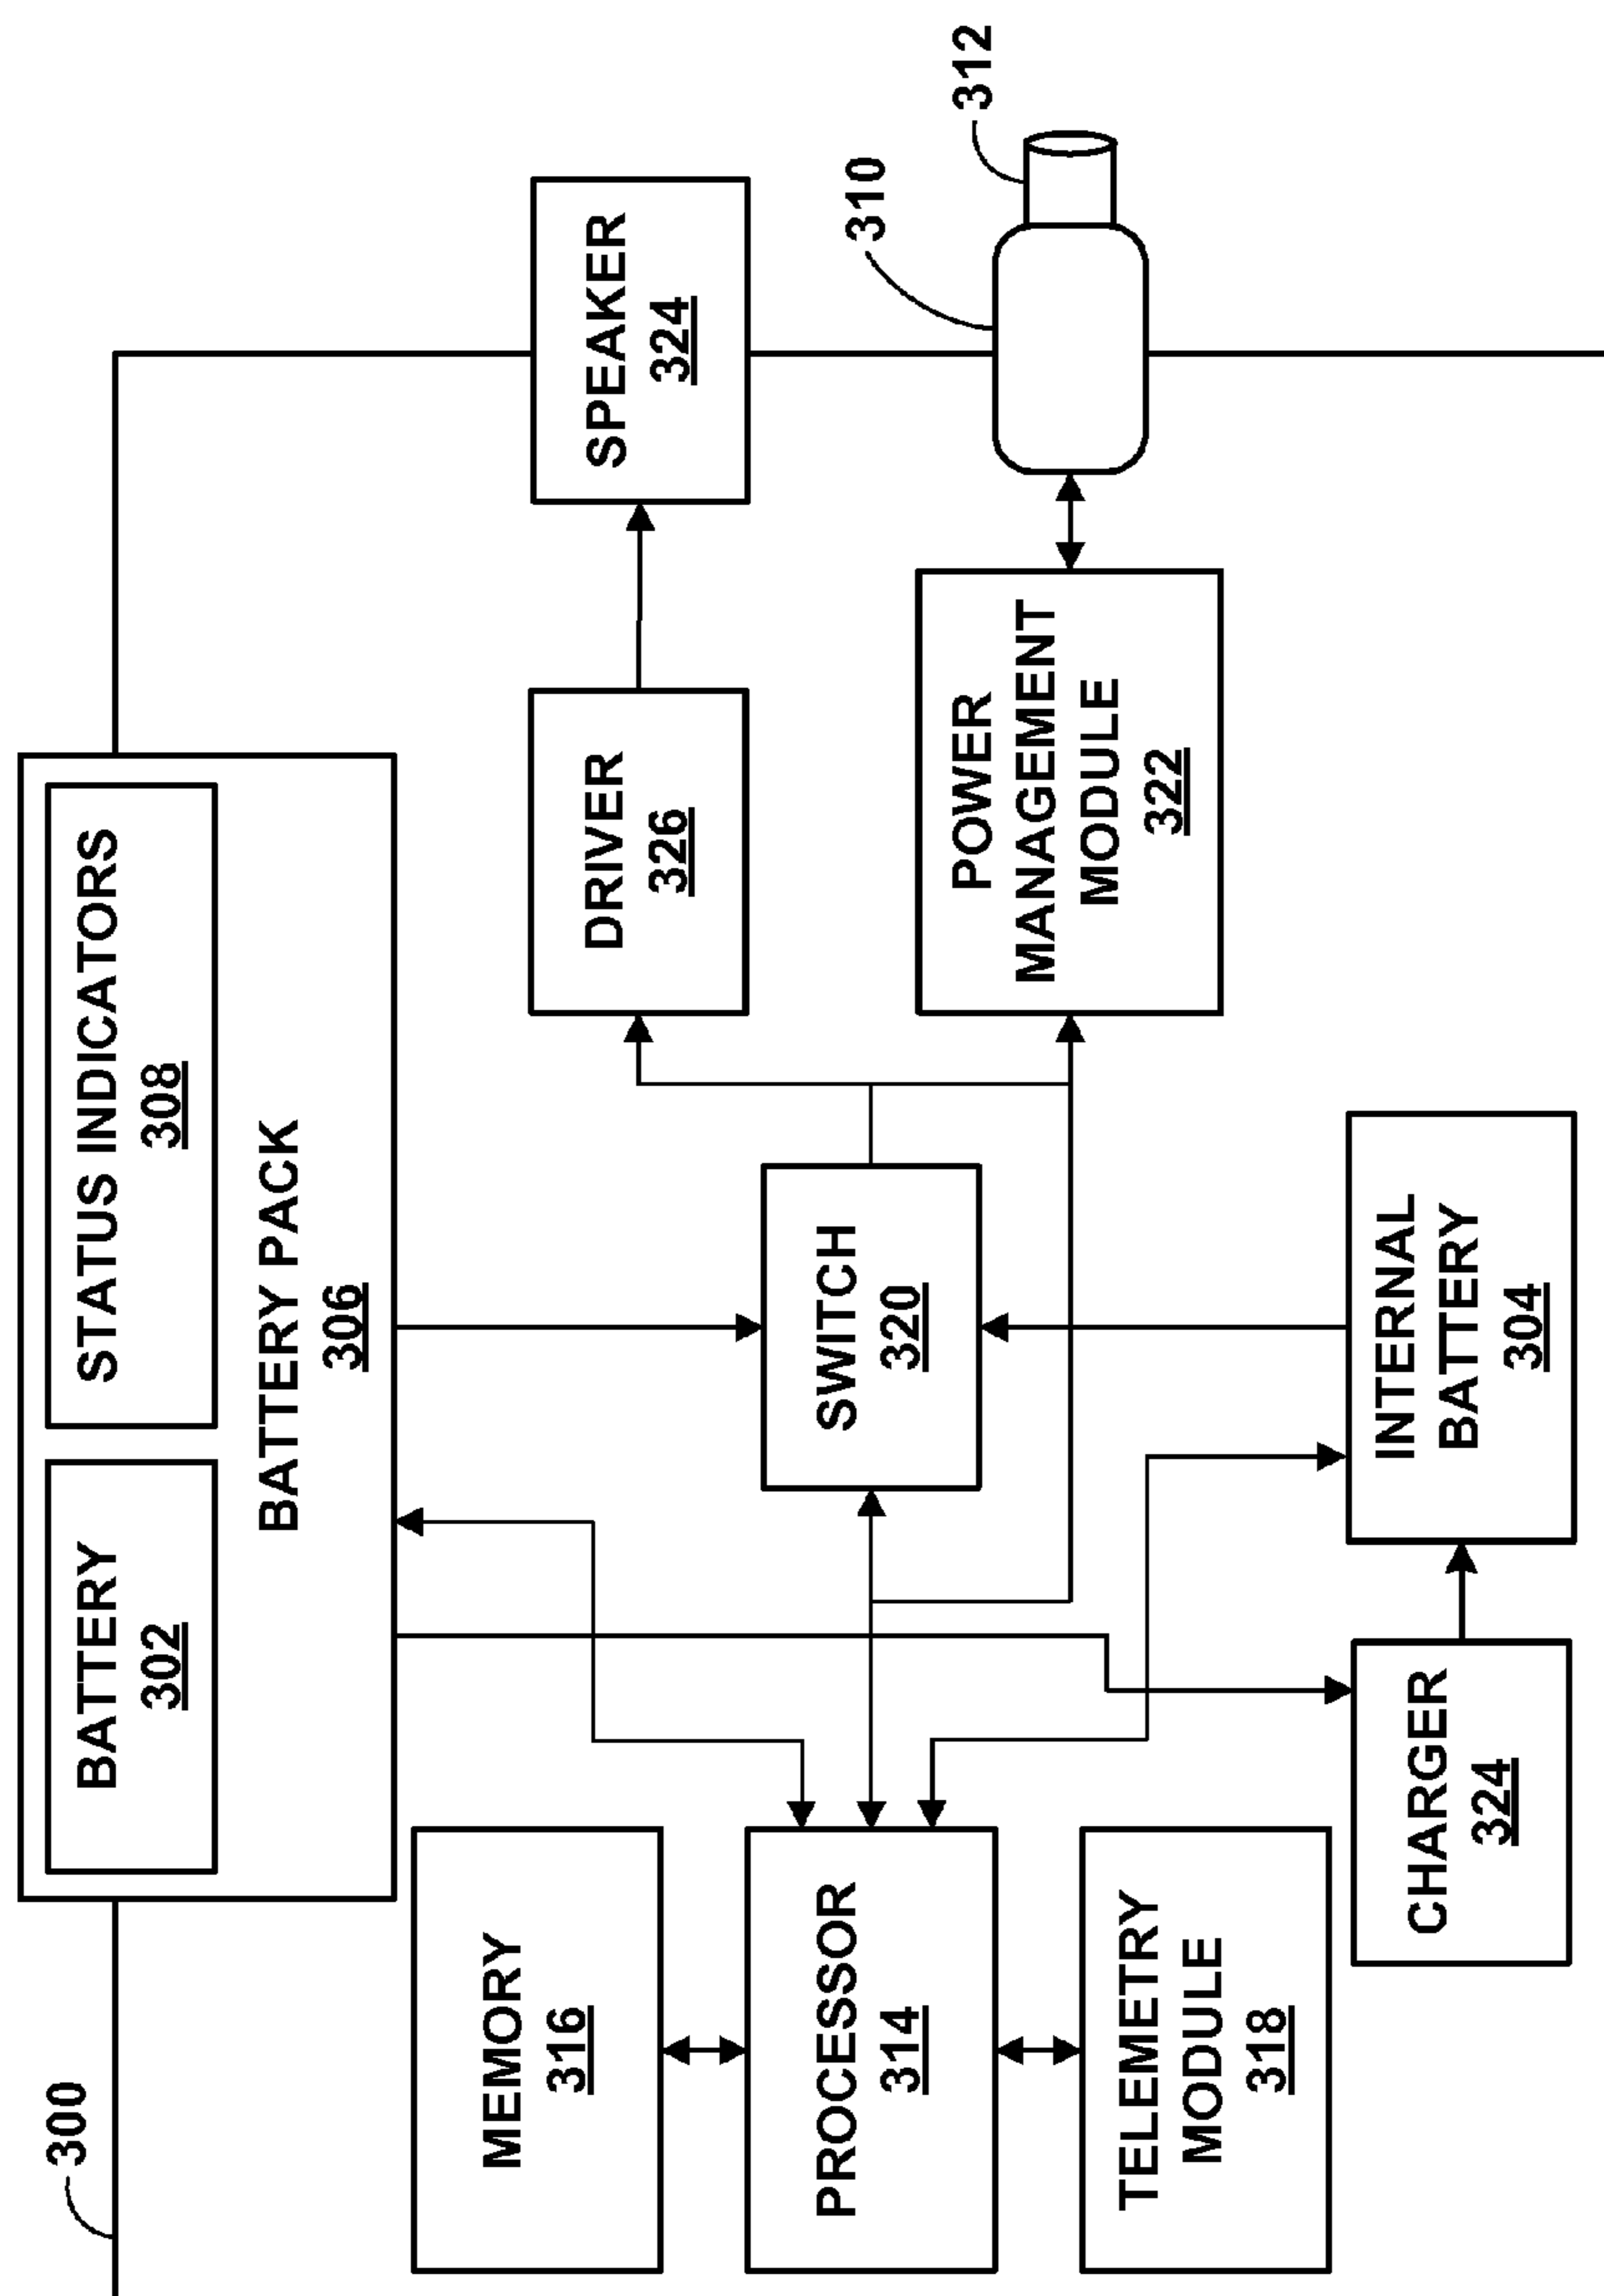 300
BATTERY
302
STATUS INDICATORS
308
BATTERY PACK
306
MEMORY
316
PROCESSOR
314
TELEMETRY
MODULE
318
SWITCH
320
DRIVER
326
SPEAKER
324
POWER
MANAGEMENT
MODULE
322
310
312
CHARGER
324
INTERNAL
BATTERY
304